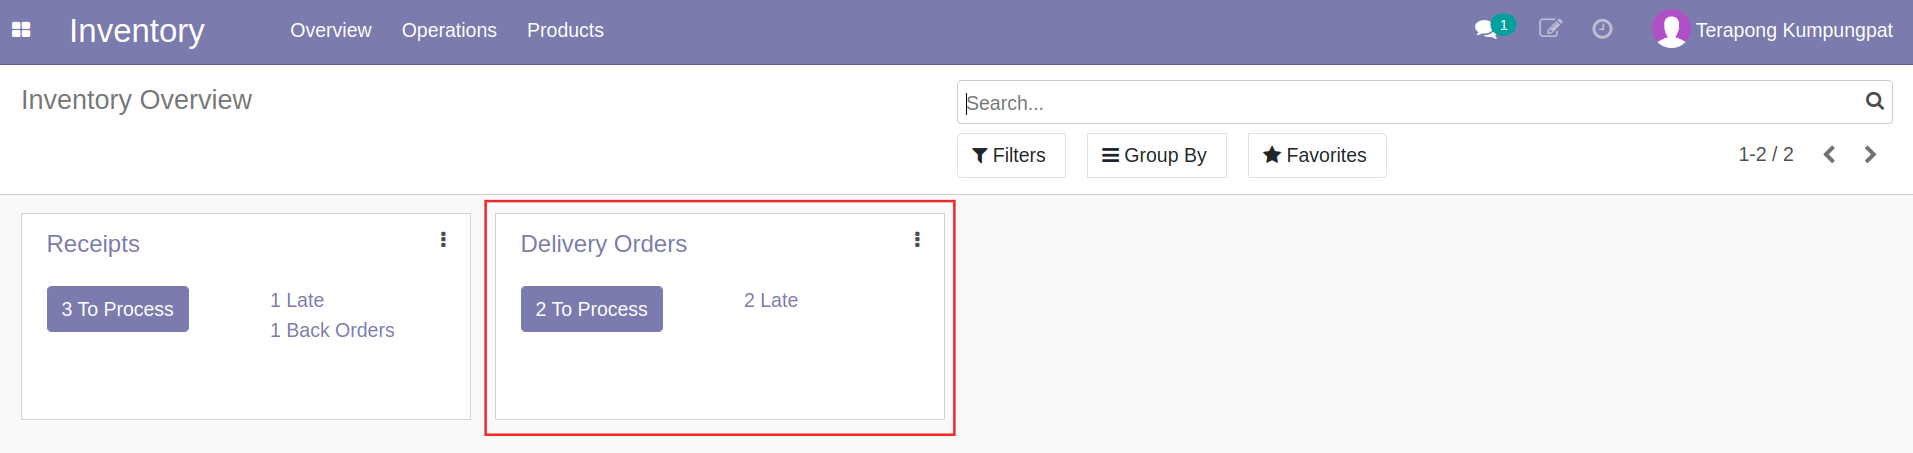 Inventory Overview Operations Products 1 Terapong Kumpungpat
Inventory Overview
Search...
Filters Group By Favorites 1-2 / 2
Receipts
3 To Process 1 Late
1 Back Orders
Delivery Orders
2 To Process 2 Late